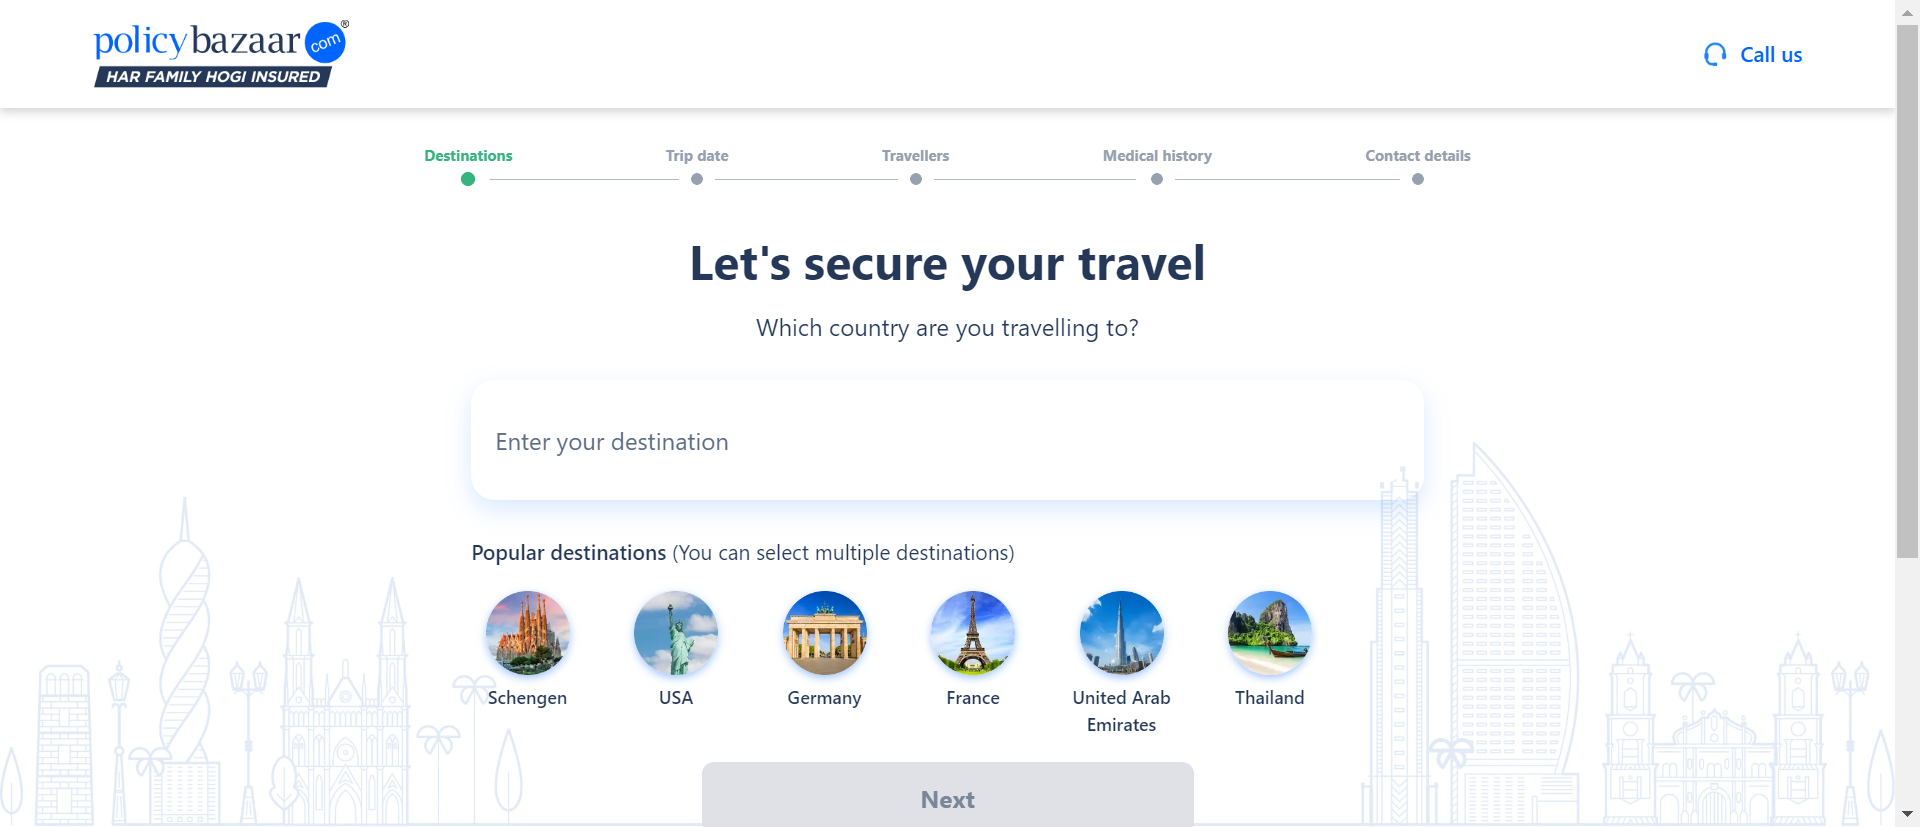 policybazaar com ®
HAR FAMILY HOGI INSURED
Call us
Destinations
Trip date
Travellers
Medical history
Contact details
Let's secure your travel
Which country are you travelling to?
Enter your destination
Popular destinations (You can select multiple destinations)
Schengen
USA
Germany
France
United Arab
Emirates
Thailand
Next